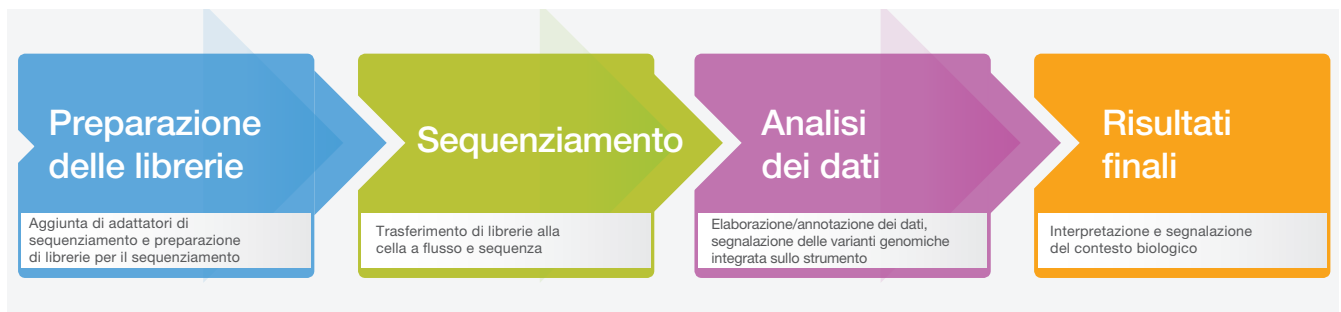 Preparazione
delle librerie
Aggiunta di adattatori di
sequenziamento e preparazione
di librerie per il sequenziamento
Sequenziamento
Trasferimento di librerie alla
cella a flusso e sequenza
Analisi
dei dati
Elaborazione/annotazione dei dati,
segnalazione delle varianti genomiche
integrata sullo strumento
Risultati
finali
Interpretazione e segnalazione
del contesto biologico